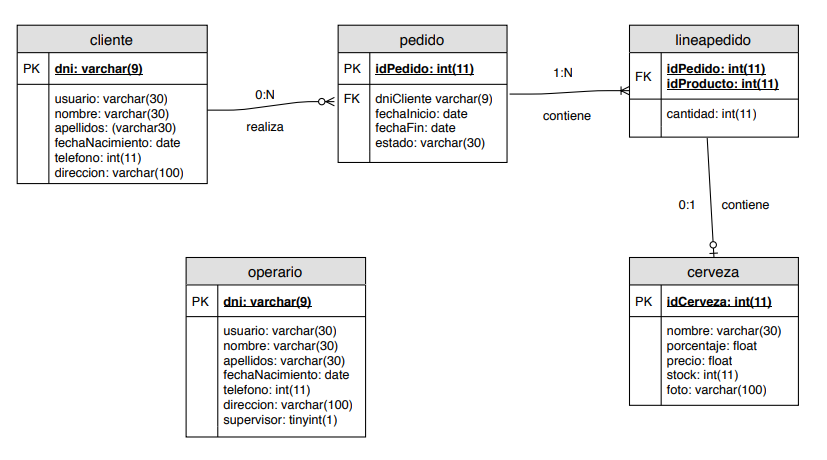 cliente
PK dni: varchar(9)
usuario: varchar(30)
nombre: varchar(30)
apellidos: (varchar30)
fechaNacimiento: date
telefono: int(11)
direccion: varchar(100)
0:N
realiza
pedido
PK idPedido: int(11)
FK dniCliente varchar(9)
fechaInicio: date
fechaFin: date
estado: varchar(30)
1:N
contiene
lineapedido
FK idPedido: int(11)
idProducto: int(11)
cantidad: int(11)
0:1 contiene
operario
PK dni: varchar(9)
usuario: varchar(30)
nombre: varchar(30)
apellidos: varchar(30)
fechaNacimiento: date
telefono: int(11)
direccion: varchar(100)
supervisor: tinyint(1)
cerveza
PK idCerveza: int(11)
nombre: varchar(30)
porcentaje: float
precio: float
stock: int(11)
foto: varchar(100)